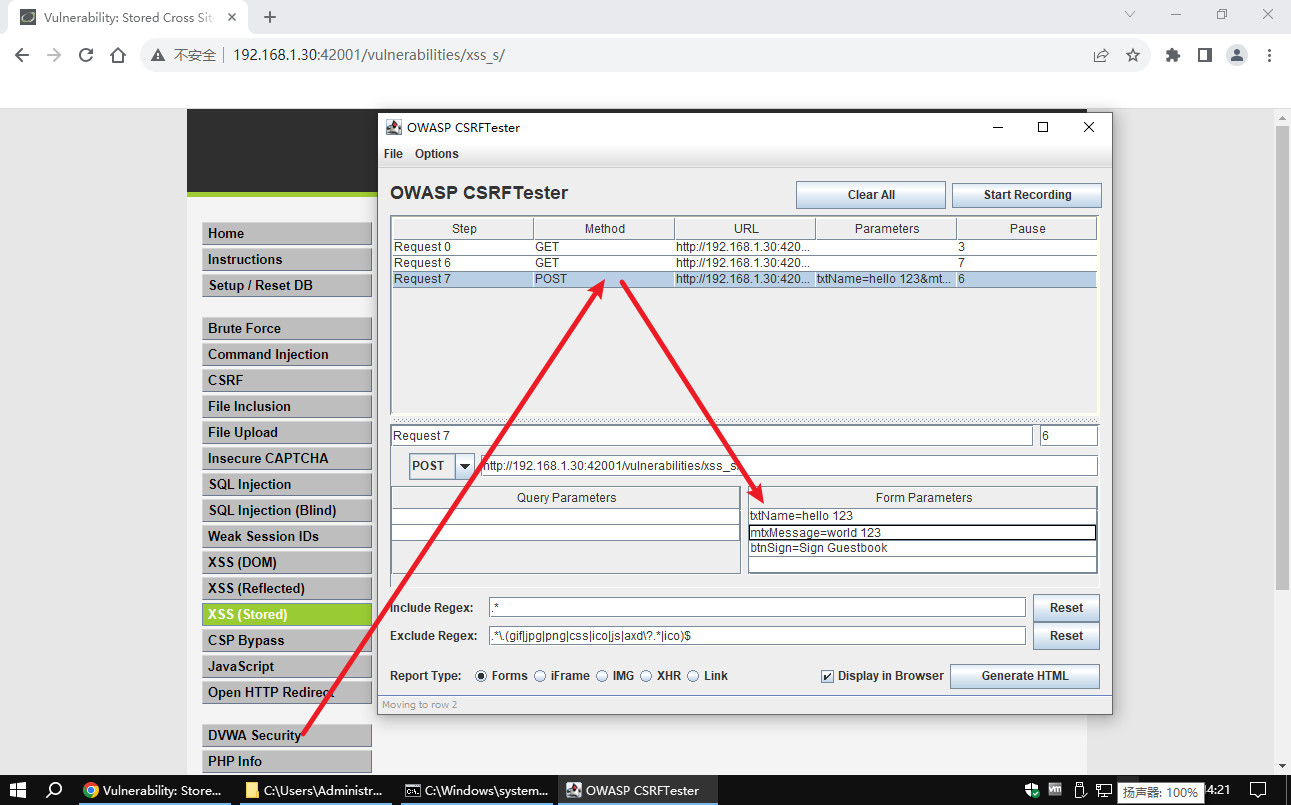 Vulnerability: Stored Cross Sit
不安全
192.168.1.30:42001/vulnerabilities/xss_s/
OWASP CSRFTester
File Options
OWASP CSRFTester
Clear All
Start Recording
Step Method URL Parameters Pause
Request 0 GET http://192.168.1.30:420... 3
Request 6 GET http://192.168.1.30:420... 7
Request 7 POST http://192.168.1.30:420... txtName=hello 123&mt... 6
Request 7
6
POST
http://192.168.1.30:42001/vulnerabilities/xss_s/
Query Parameters
Form Parameters
txtName=hello 123
mtxMessage=world 123
btnSign=Sign Guestbook
Include Regex:
.*
Reset
Exclude Regex:
.*\.(gif|jpg|png|css|ico|js|axd\?.*|ico)$
Reset
Report Type:
Forms
iFrame
IMG
XHR
Link
Display in Browser
Generate HTML
Moving to row 2
Home
Instructions
Setup / Reset DB
Brute Force
Command Injection
CSRF
File Inclusion
File Upload
Insecure CAPTCHA
SQL Injection
SQL Injection (Blind)
Weak Session IDs
XSS (DOM)
XSS (Reflected)
XSS (Stored)
CSP Bypass
JavaScript
Open HTTP Redirect
DVWA Security
PHP Info
Vulnerability: Store...
C:\Users\Administr...
C:\Windows\system...
OWASP CSRFTester
vm
扬声器: 100%
4:21